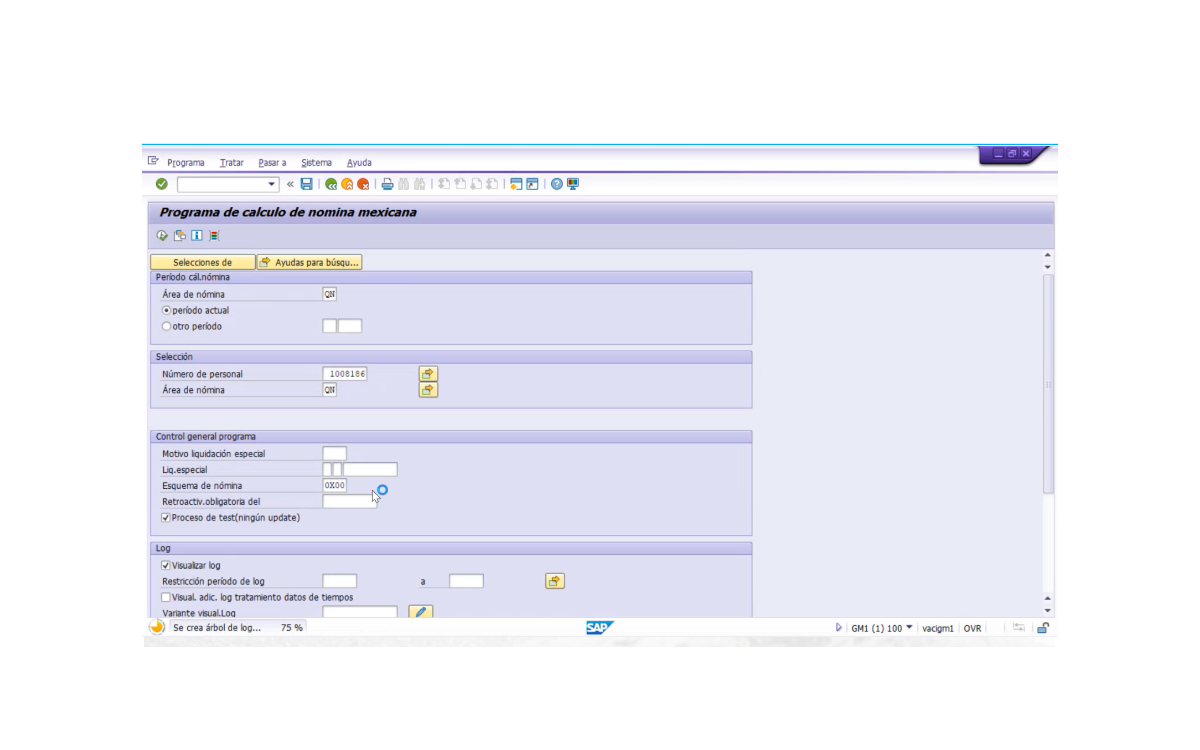 Programa Tratar Pasar a Sistema Ayuda
Programa de calculo de nomina mexicana
Selecciones de Ayudas para búsqu...
Período cál.nómina
Área de nómina QN
período actual
otro período
Selección
Número de personal 1008186
Área de nómina QN
Control general programa
Motivo liquidación especial
Liq.especial
Esquema de nómina 0X00
Retroactiv.obligatoria del
Proceso de test(ningún update)
Log
Visualizar log
Restricción período de log a
Visual. adic. log tratamiento datos de tiempos
Variante visual.Log
Se crea árbol de log... 75 % SAP GM1 (1) 100 vacigm1 OVR